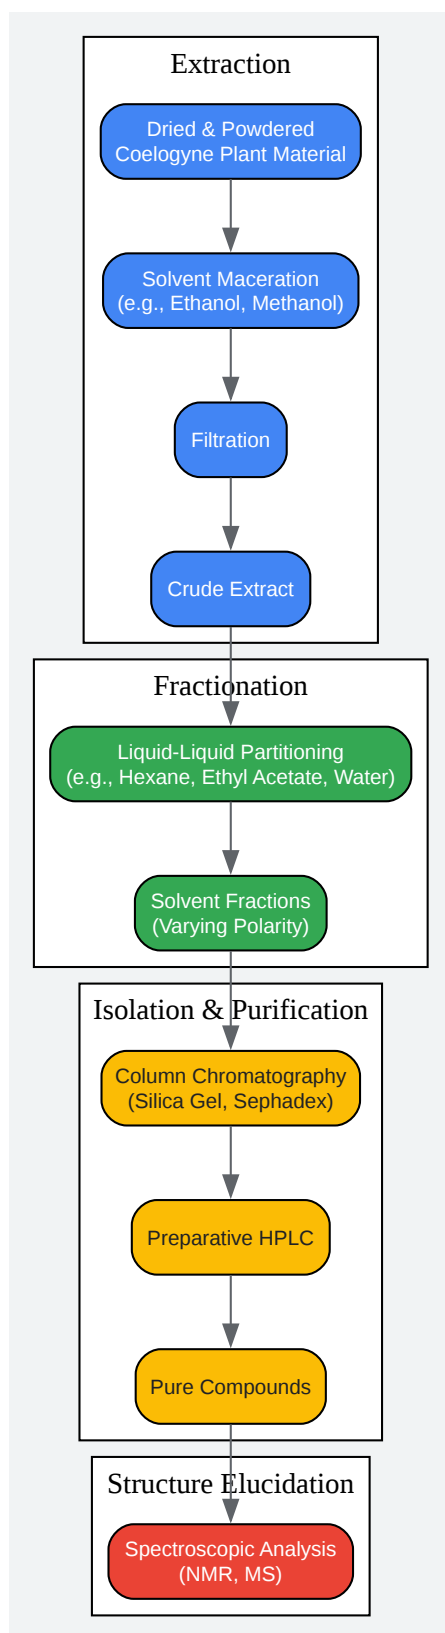 Extraction
Dried & Powdered
Coelogyne Plant Material
Solvent Maceration
(e.g., Ethanol, Methanol)
Filtration
Crude Extract
Fractionation
Liquid-Liquid Partitioning
(e.g., Hexane, Ethyl Acetate, Water)
Solvent Fractions
(Varying Polarity)
Isolation & Purification
Column Chromatography
(Silica Gel, Sephadex)
Preparative HPLC
Pure Compounds
Structure Elucidation
Spectroscopic Analysis
(NMR, MS)